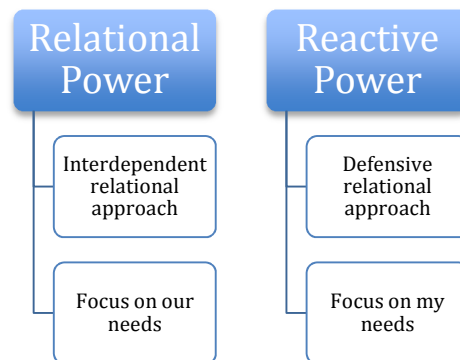 Relational
Power
Interdependent
relational
approach
Focus on our
needs
Reactive
Power
Defensive
relational
approach
Focus on my
needs